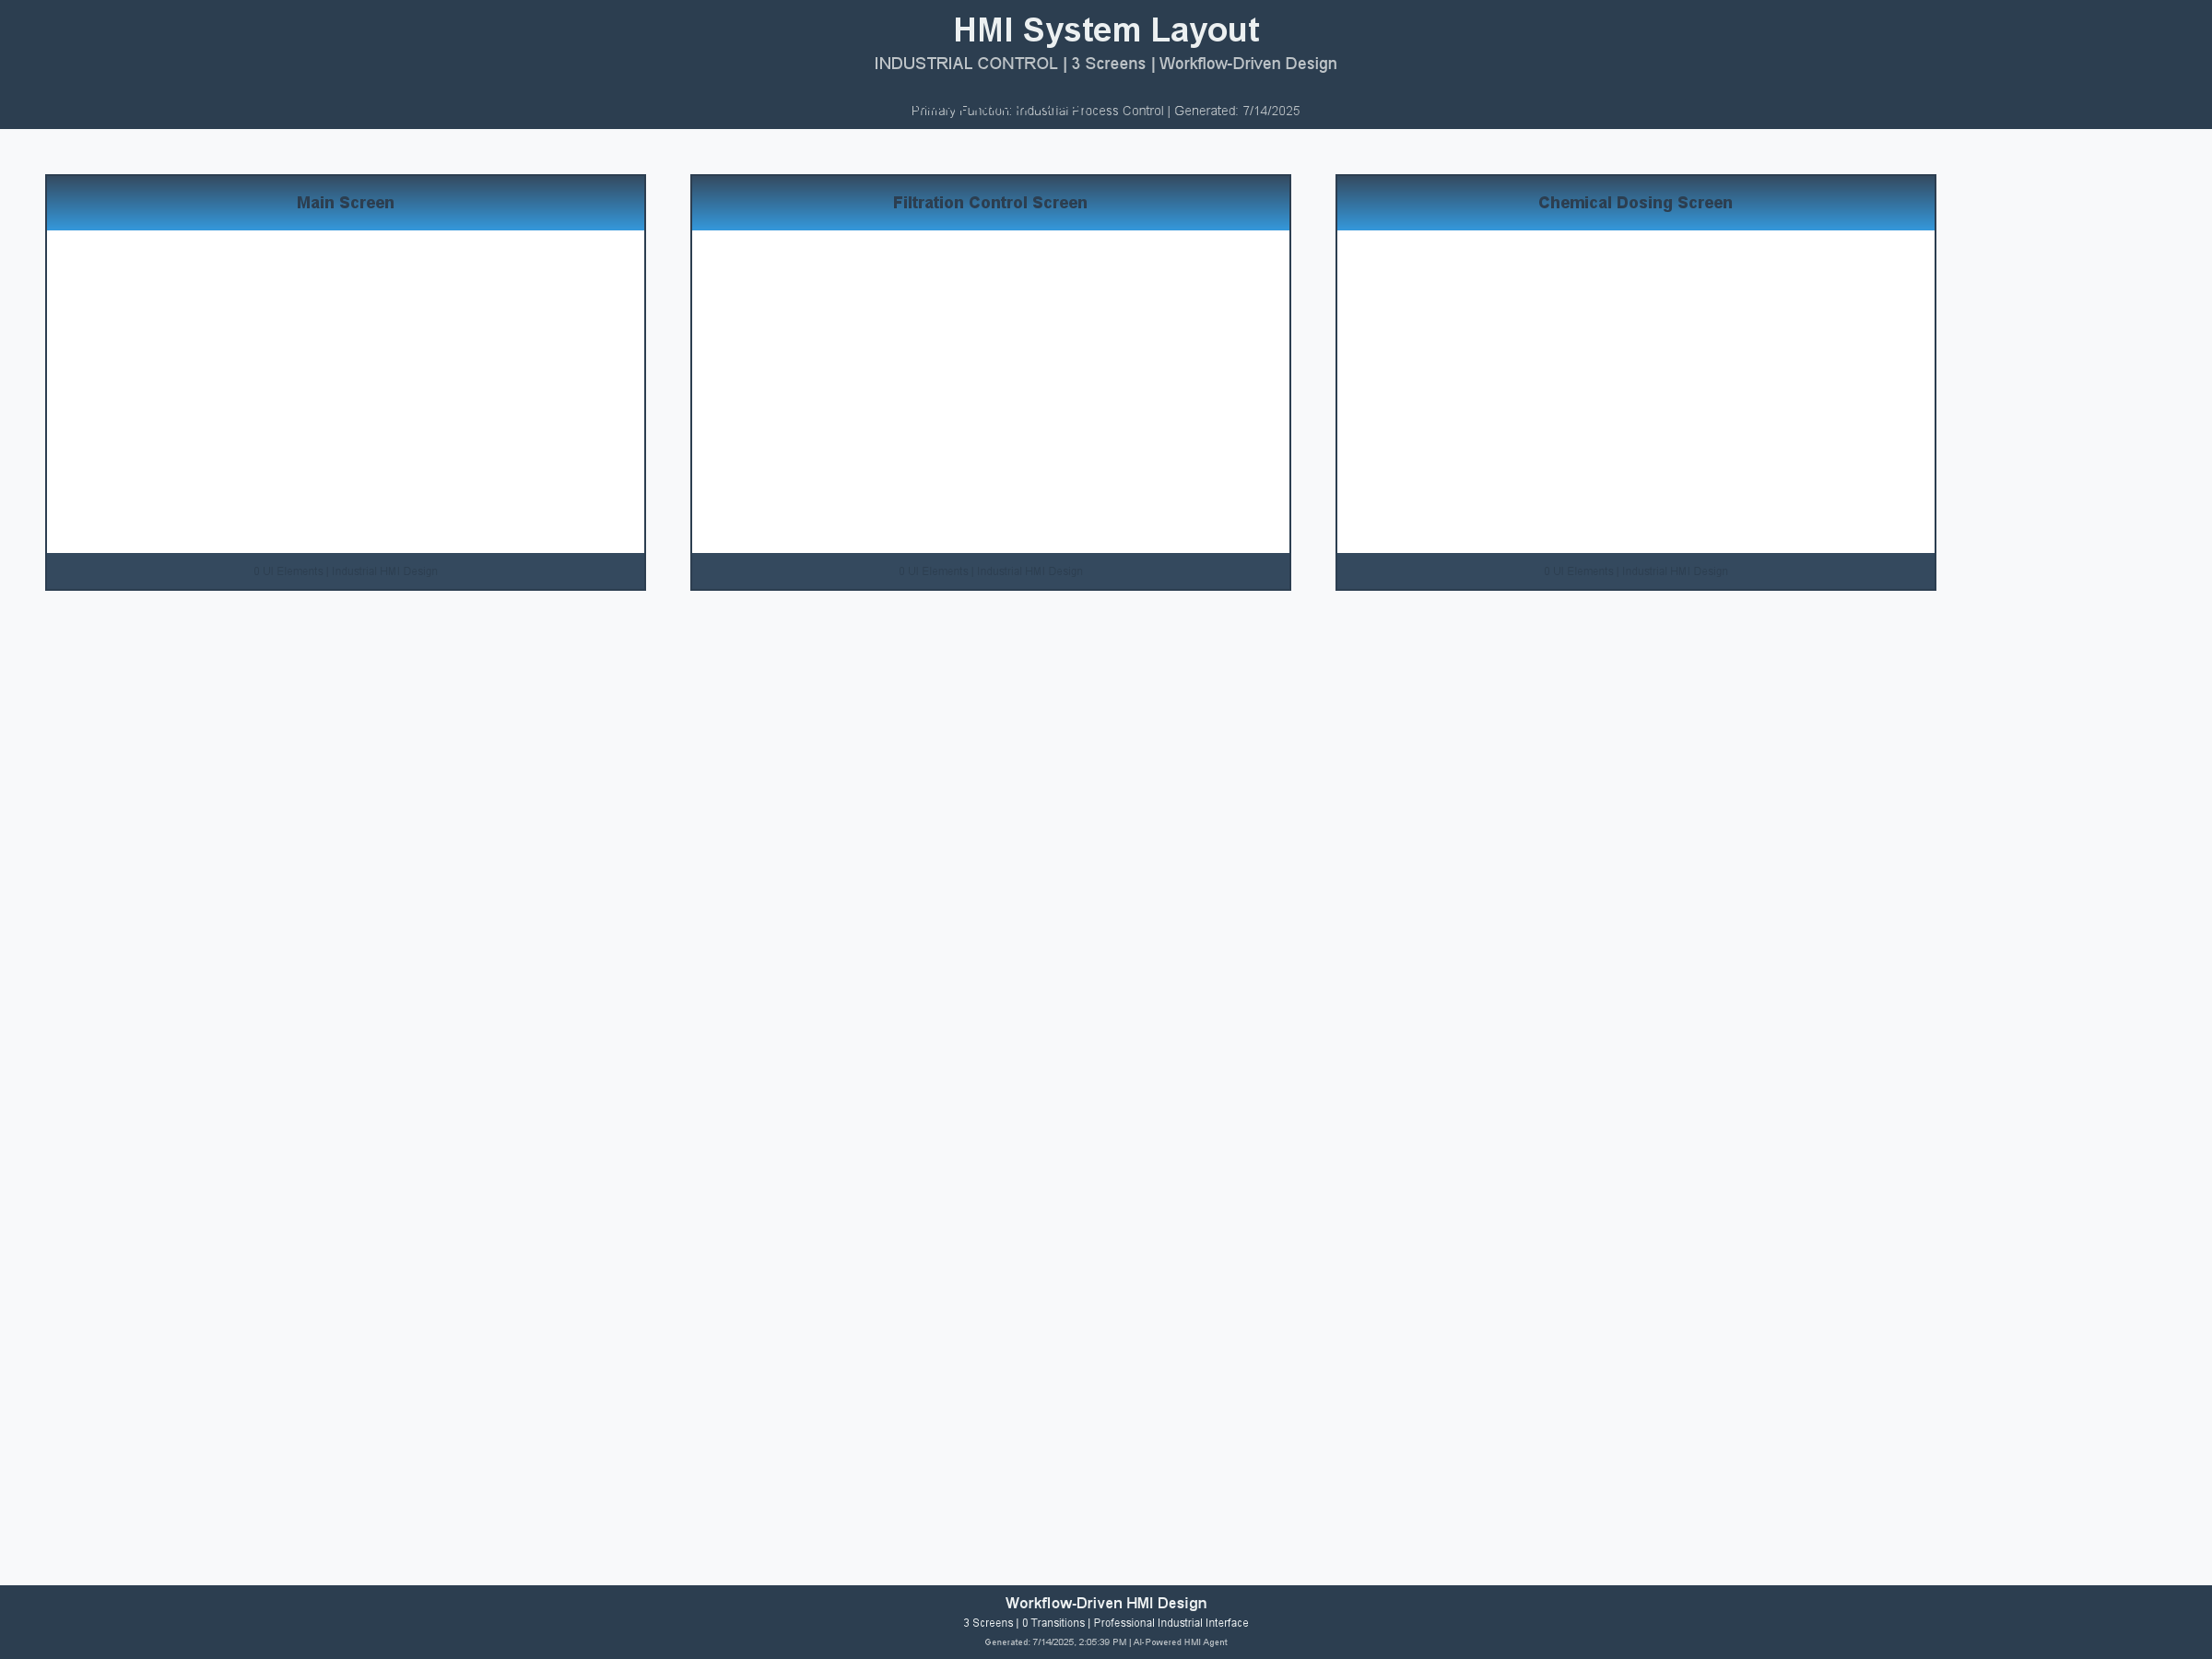 HMI System Layout
INDUSTRIAL CONTROL | 3 Screens | Workflow-Driven Design
Primary Function: Industrial Process Control | Generated: 7/14/2025
Main Screen
Filtration Control Screen
Chemical Dosing Screen
0 UI Elements | Industrial HMI Design
0 UI Elements | Industrial HMI Design
0 UI Elements | Industrial HMI Design
Workflow-Driven HMI Design
3 Screens | 0 Transitions | Professional Industrial Interface
Generated: 7/14/2025, 2:05:39 PM | AI-Powered HMI Agent